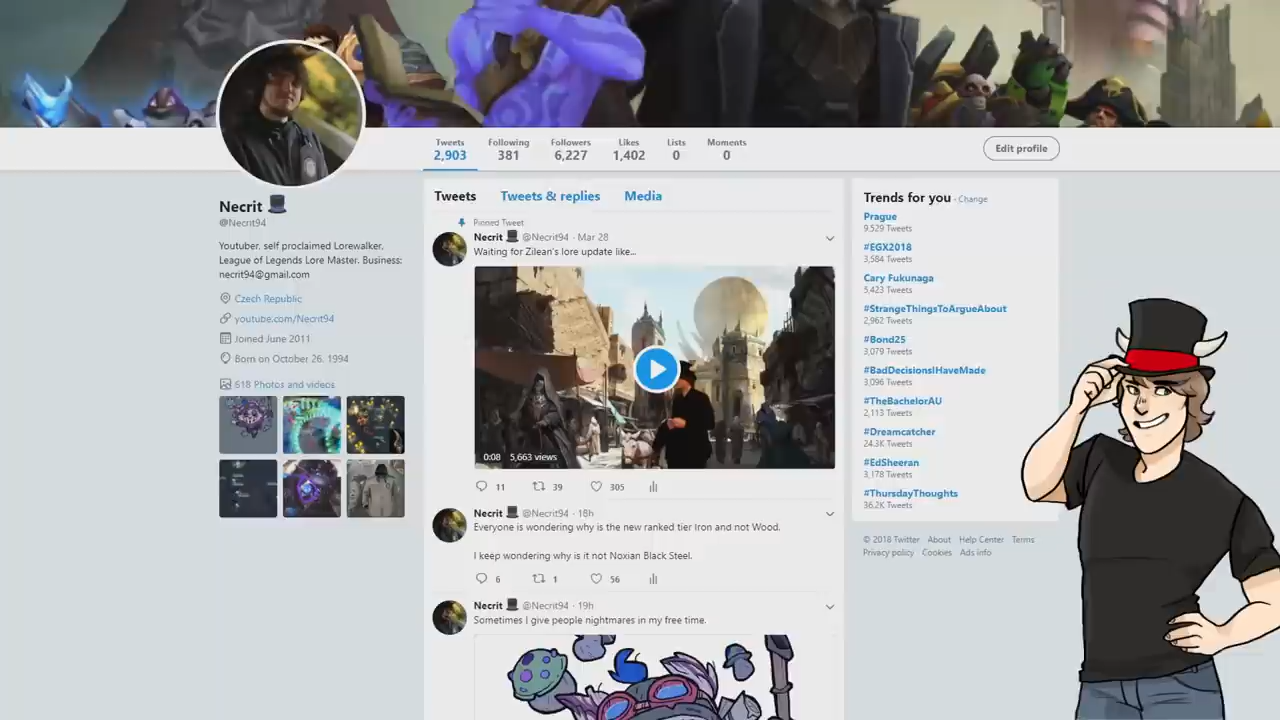 Tweets Following Followers Likes Lists Moments
2,903 381 6,227 1,402 0 0
Edit profile
Necrit
@Necrit94
Youtuber, self proclaimed Lorewalker,
League of Legends Lore Master. Business:
necrit94@gmail.com
Czech Republic
youtube.com/Necrit94
Joined June 2011
Born on October 26, 1994
618 Photos and videos
Tweets Tweets & replies Media
Pinned Tweet
Necrit @Necrit94 · Mar 28
Waiting for Zilean's lore update like...
0:08 5,663 views
11 39 305
Necrit @Necrit94 · 18h
Everyone is wondering why is the new ranked tier Iron and not Wood.
I keep wondering why is it not Noxian Black Steel.
6 1 56
Necrit @Necrit94 · 19h
Sometimes I give people nightmares in my free time.
Trends for you · Change
Prague
9,529 Tweets
#EGX2018
3,584 Tweets
Cary Fukunaga
5,423 Tweets
#StrangeThingsToArgueAbout
2,962 Tweets
#Bond25
3,079 Tweets
#BadDecisionsIHaveMade
3,096 Tweets
#TheBachelorAU
2,113 Tweets
#Dreamcatcher
24.3K Tweets
#EdSheeran
3,178 Tweets
#ThursdayThoughts
36.2K Tweets
© 2018 Twitter About Help Center Terms
Privacy policy Cookies Ads info